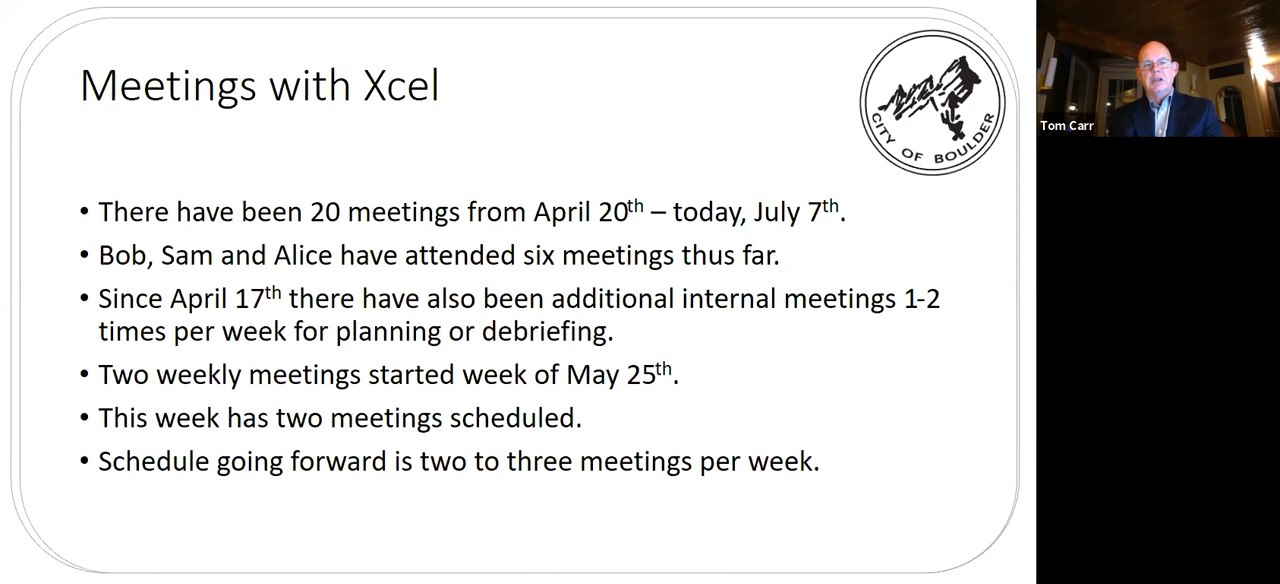 Meetings with Xcel
CITY OF BOULDER
Tom Carr
• There have been 20 meetings from April 20th – today, July 7th.
• Bob, Sam and Alice have attended six meetings thus far.
• Since April 17th there have also been additional internal meetings 1-2
times per week for planning or debriefing.
• Two weekly meetings started week of May 25th.
• This week has two meetings scheduled.
• Schedule going forward is two to three meetings per week.